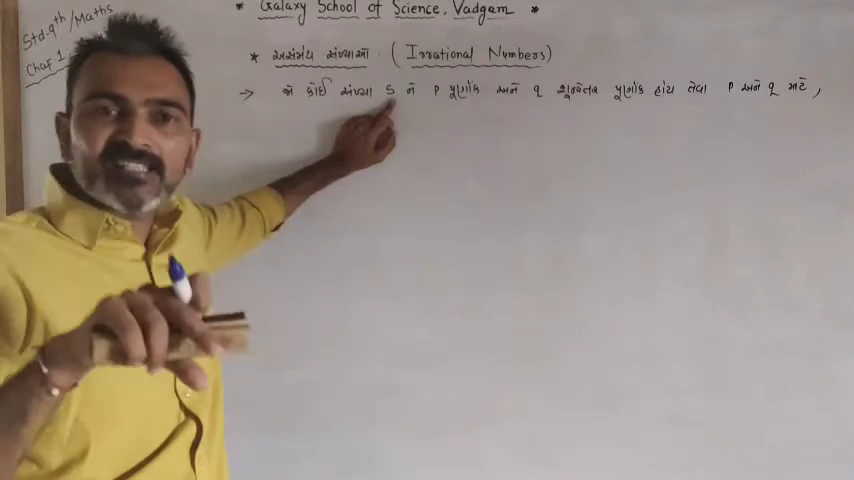 Std-9th/Maths
Chap 1
* Galaxy School of Science, Vadgam *
* અસંમેય સંખ્યાઓ : ( Irrational Numbers )
→ જો કોઈ સંખ્યા S ને p પૂર્ણાંક અને q શૂન્યેતર પૂર્ણાંક હોય તેવા p અને q માટે ,